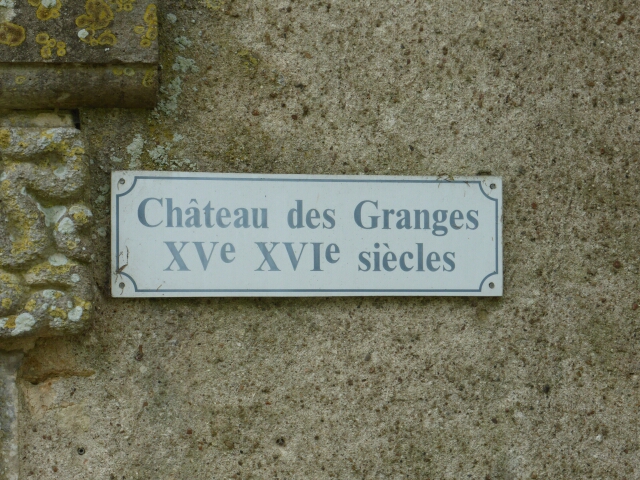 Château des Granges
XVe XVIe siècles